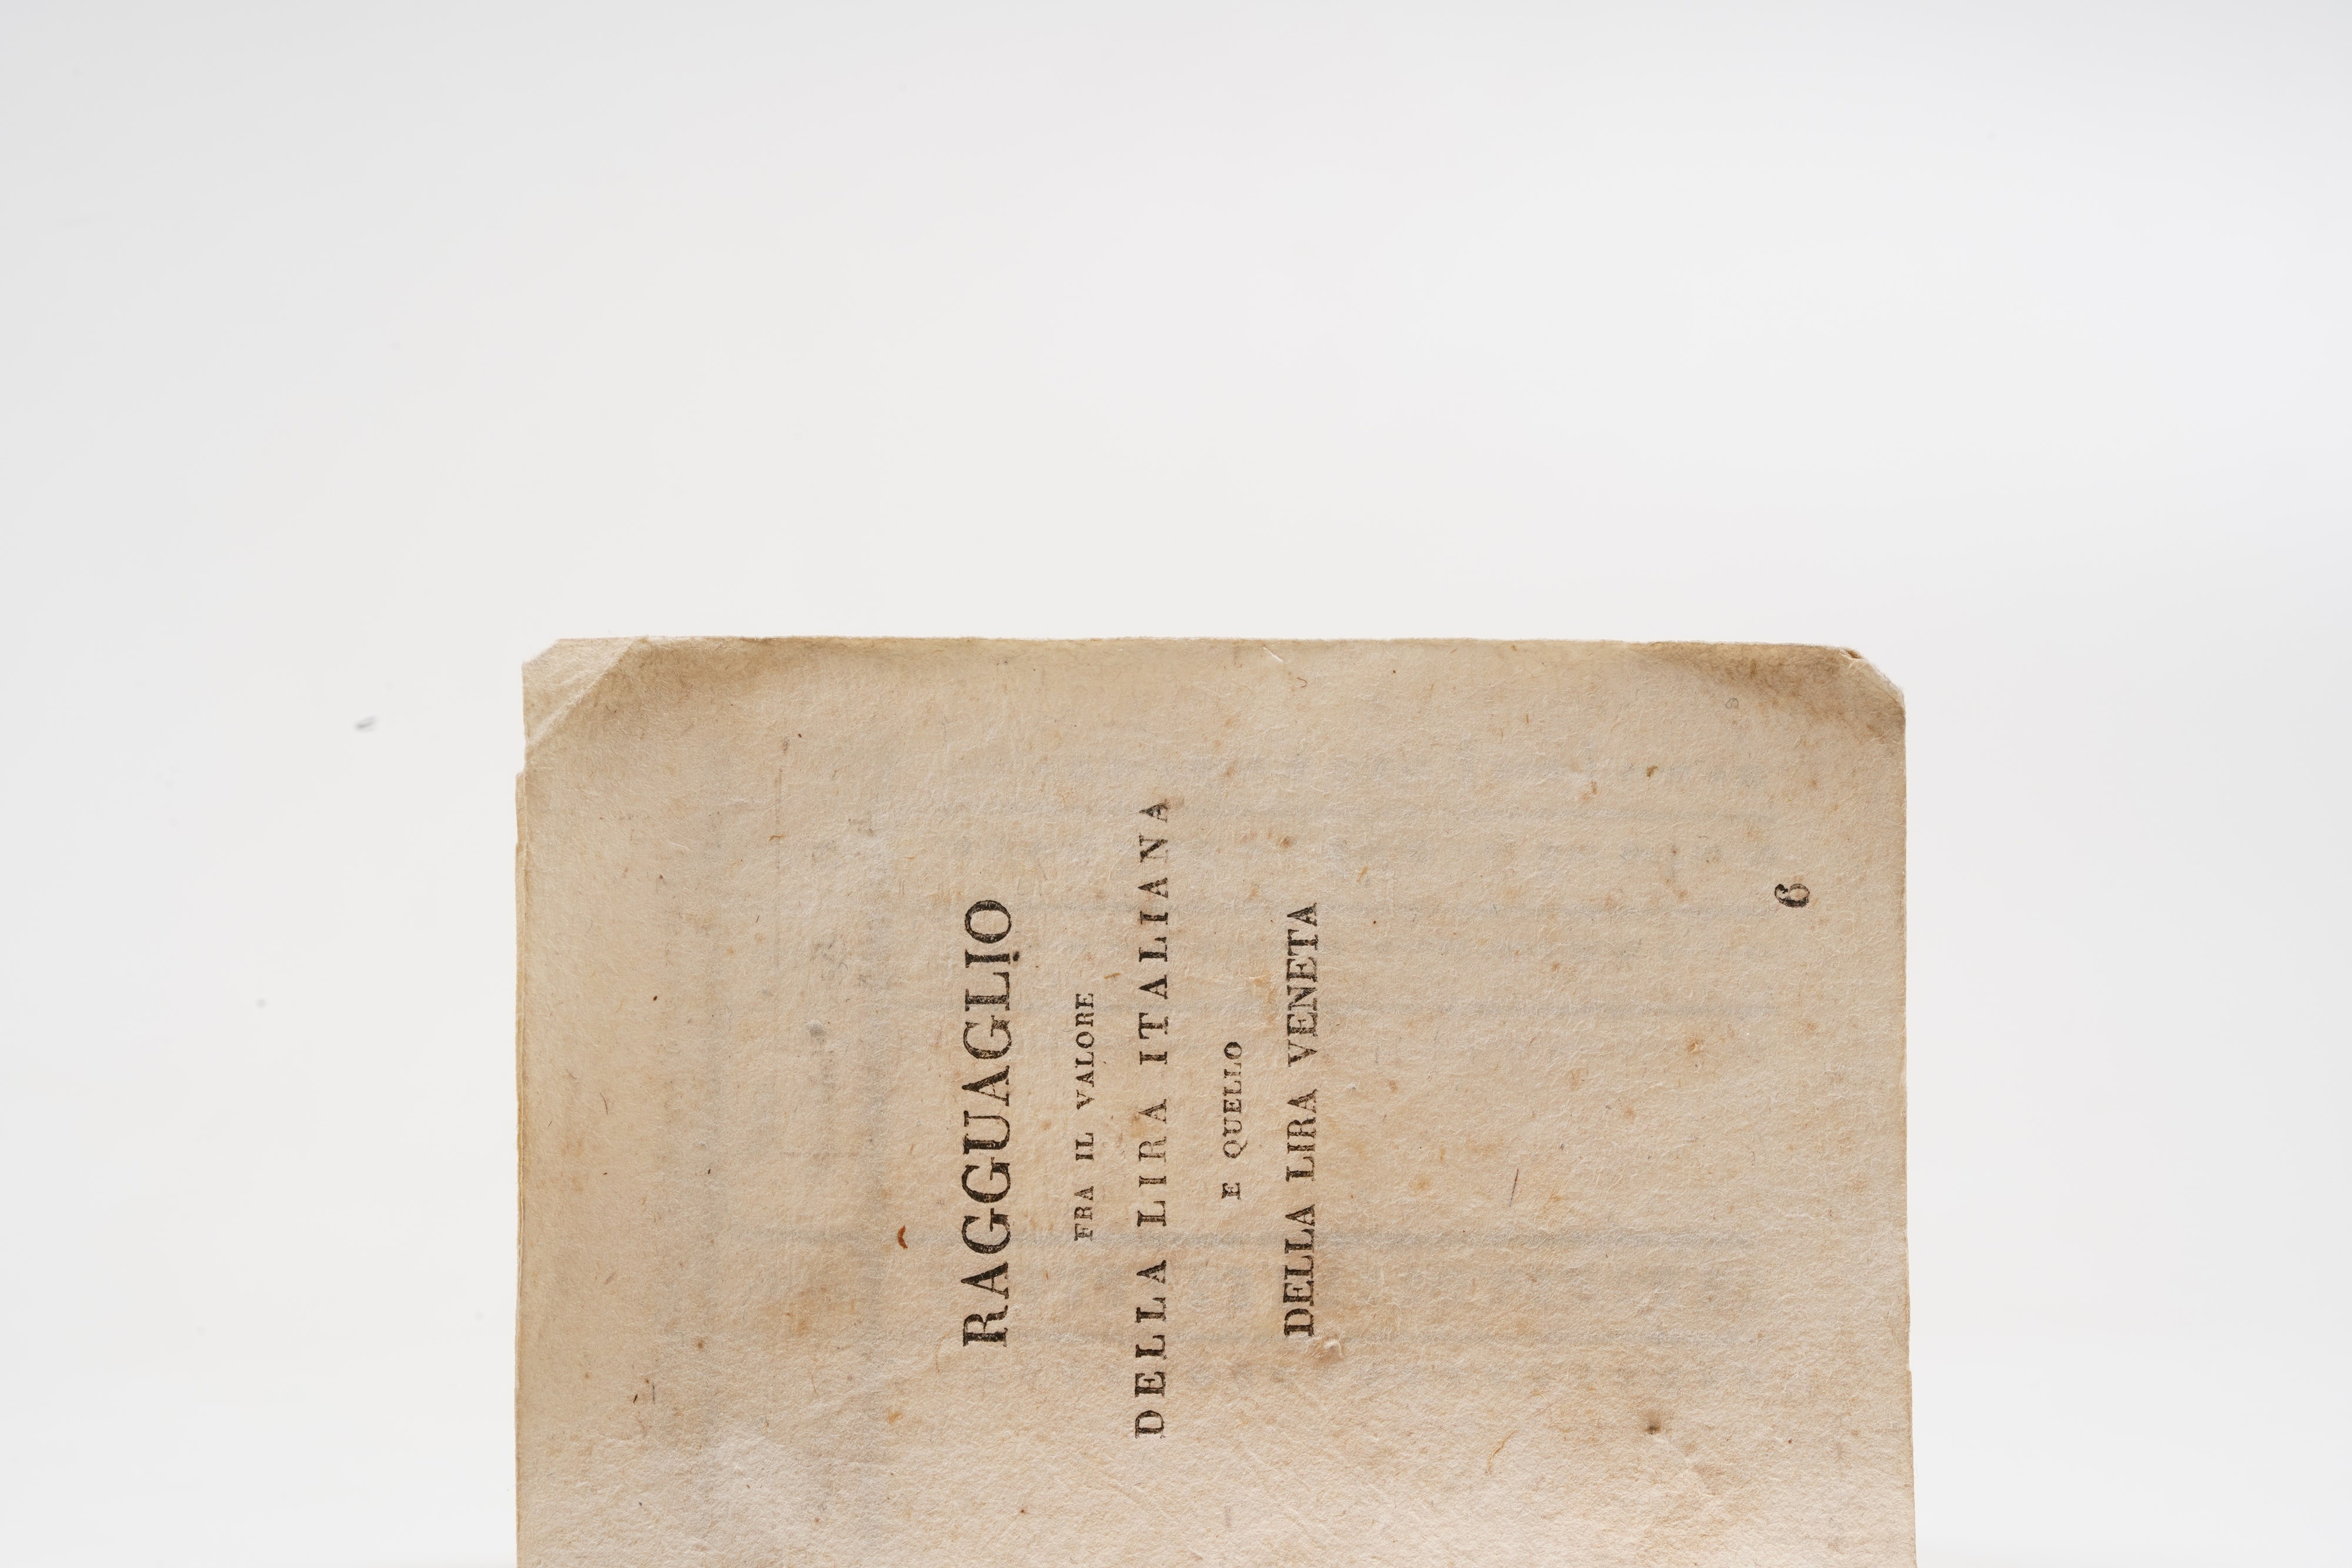 RAGGUAGLIO
FRA IL VALORE
DELLA LIRA ITALIANA
E QUELLO
DELLA LIRA VENETA
6